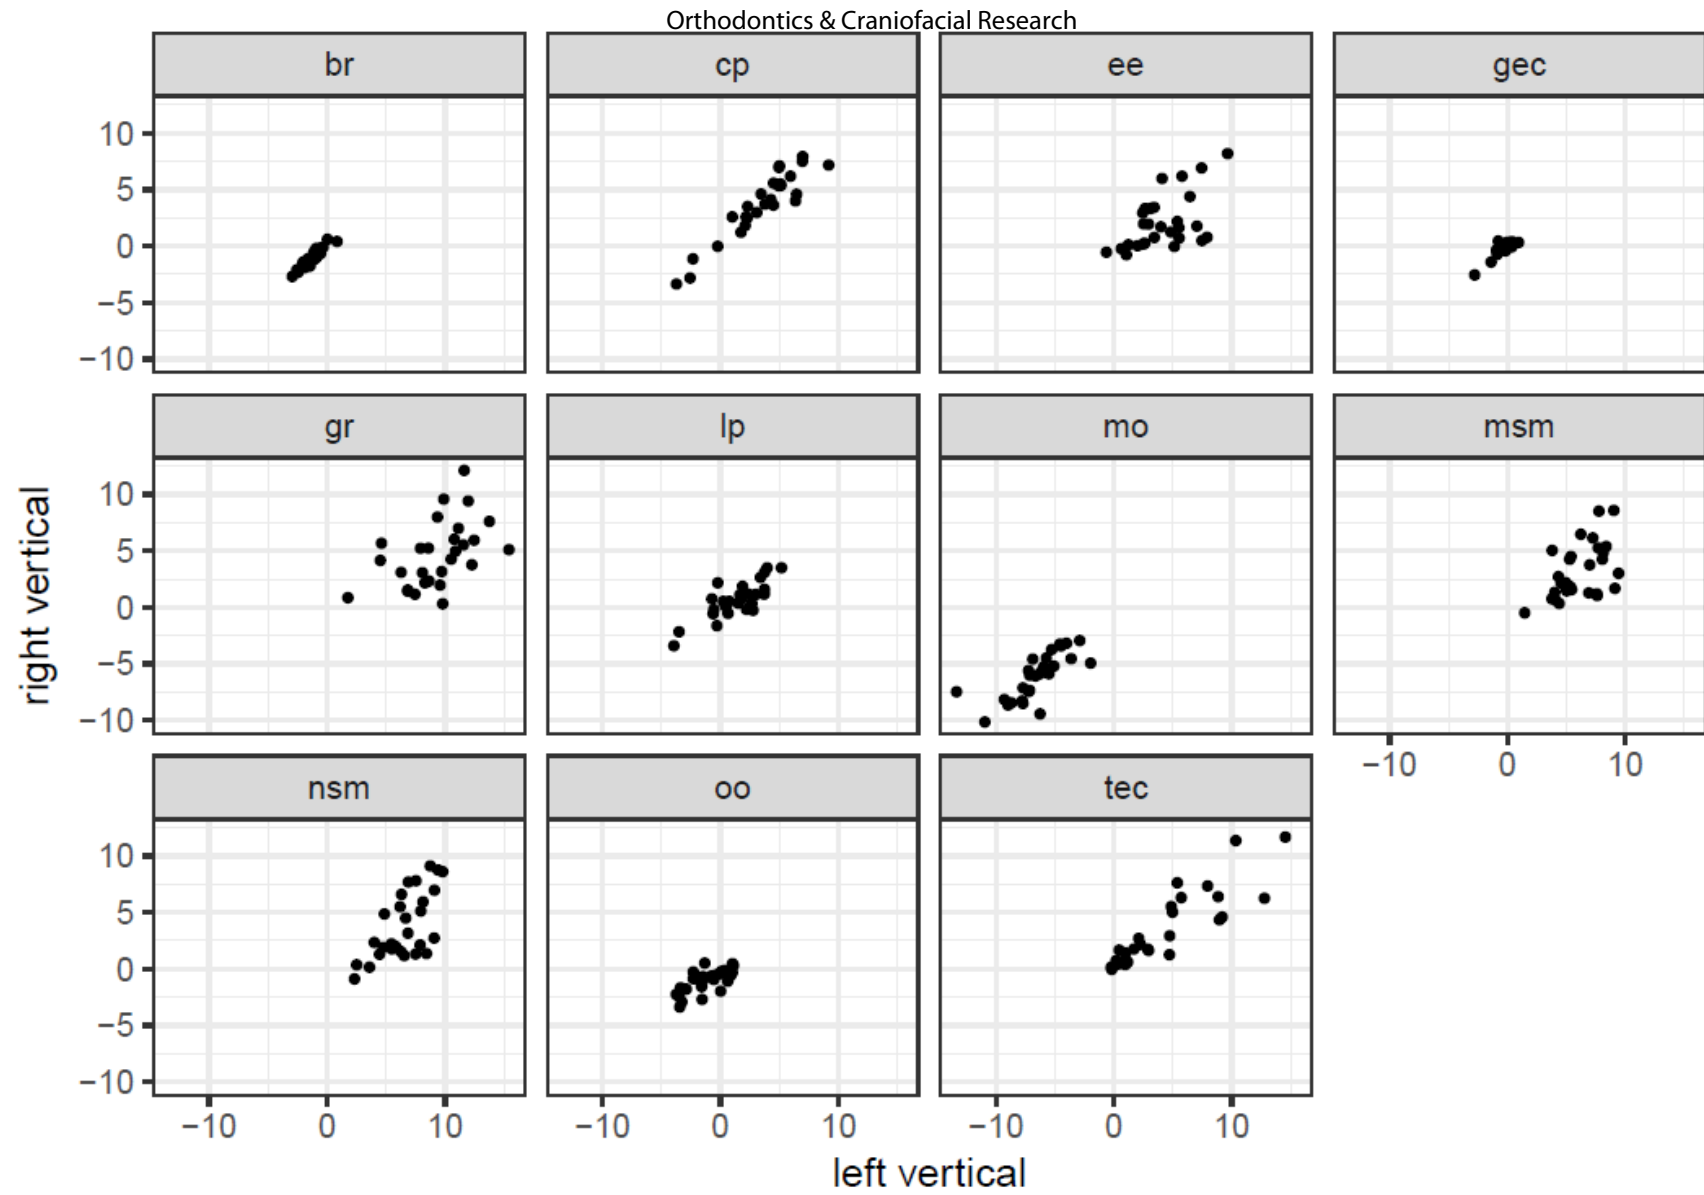 Orthodontics & Craniofacial Research
br cp ee gec
10
5
0
−5
−10
gr lp mo msm
10
5
0
−5
−10
−10 0 10
nsm oo tec
10
5
0
−5
−10
−10 0 10 −10 0 10 −10 0 10
right vertical
left vertical